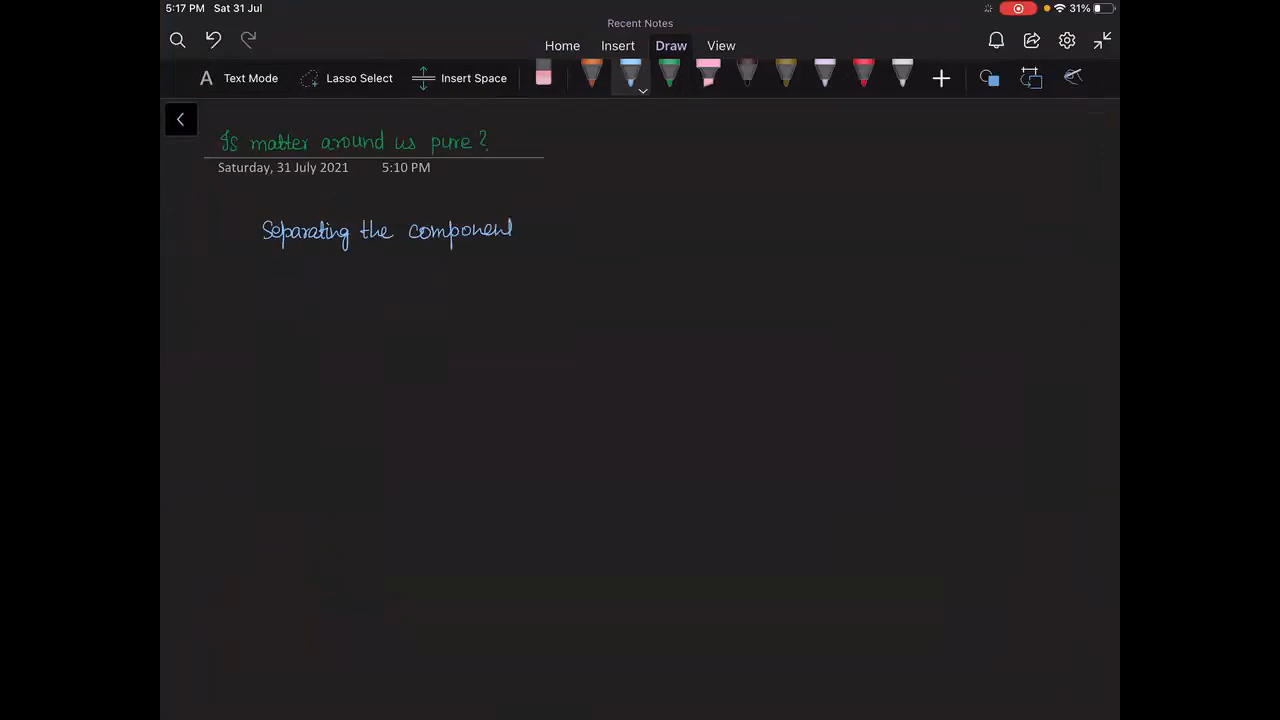 5:17 PM Sat 31 Jul
31%
Recent Notes
Home Insert Draw View
A Text Mode Lasso Select Insert Space
Is matter around us pure?
Saturday, 31 July 2021 5:10 PM
Separating the component